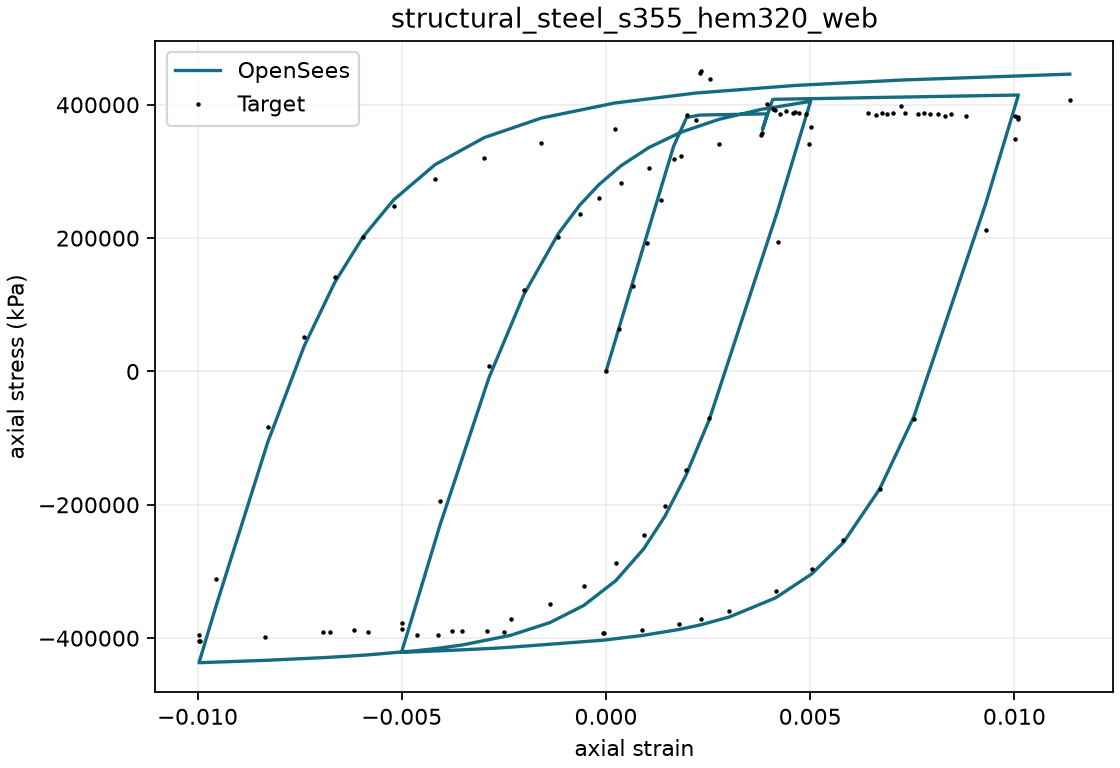 structural_steel_s355_hem320_web
OpenSees
Target
axial stress (kPa)
400000
200000
0
−200000
−400000
−0.010 −0.005 0.000 0.005 0.010
axial strain